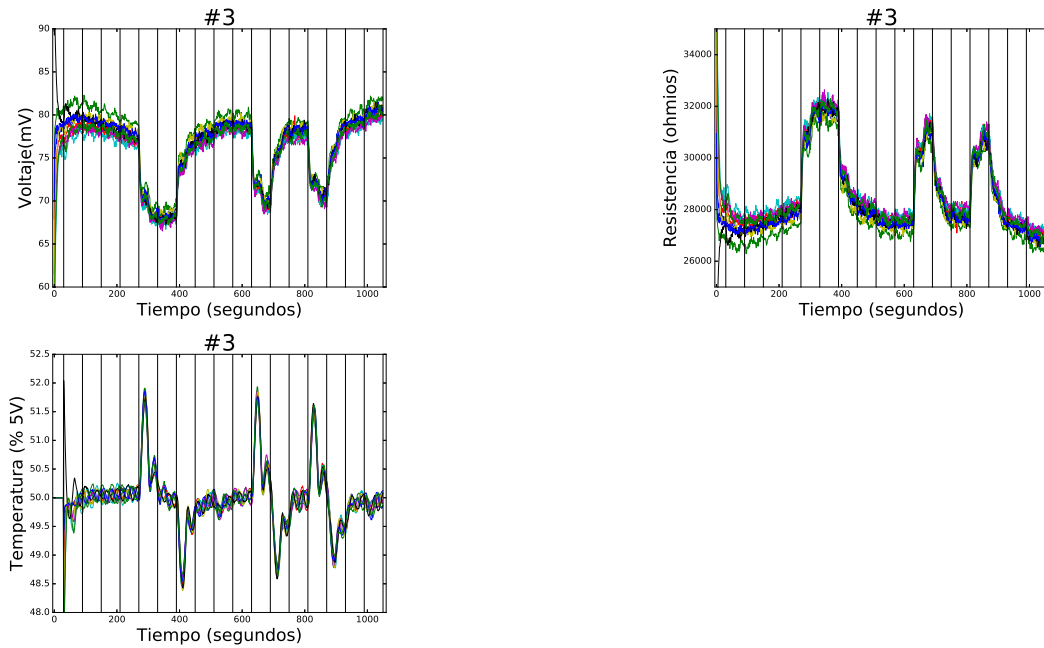 #3
Voltaje(mV)
90
85
80
75
70
65
60
0 200 400 600 800 1000
Tiempo (segundos)
#3
Resistencia (ohmios)
34000
32000
30000
28000
26000
0 200 400 600 800 1000
Tiempo (segundos)
#3
Temperatura (% 5V)
52.5
52.0
51.5
51.0
50.5
50.0
49.5
49.0
48.5
48.0
0 200 400 600 800 1000
Tiempo (segundos)